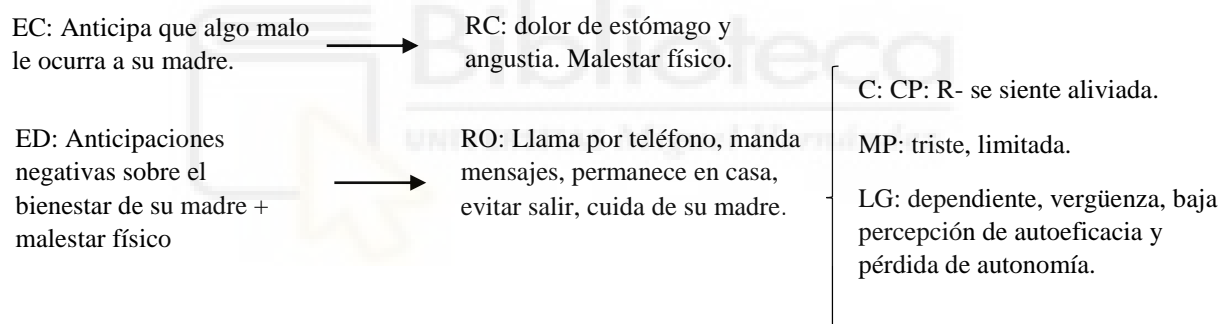 EC: Anticipa que algo malo
le ocurra a su madre.
RC: dolor de estómago y
angustia. Malestar físico.
ED: Anticipaciones
negativas sobre el
bienestar de su madre +
malestar físico
RO: Llama por teléfono, manda
mensajes, permanece en casa,
evitar salir, cuida de su madre.
C: CP: R- se siente aliviada.
MP: triste, limitada.
LG: dependiente, vergüenza, baja
percepción de autoeficacia y
pérdida de autonomía.
Biblioteca